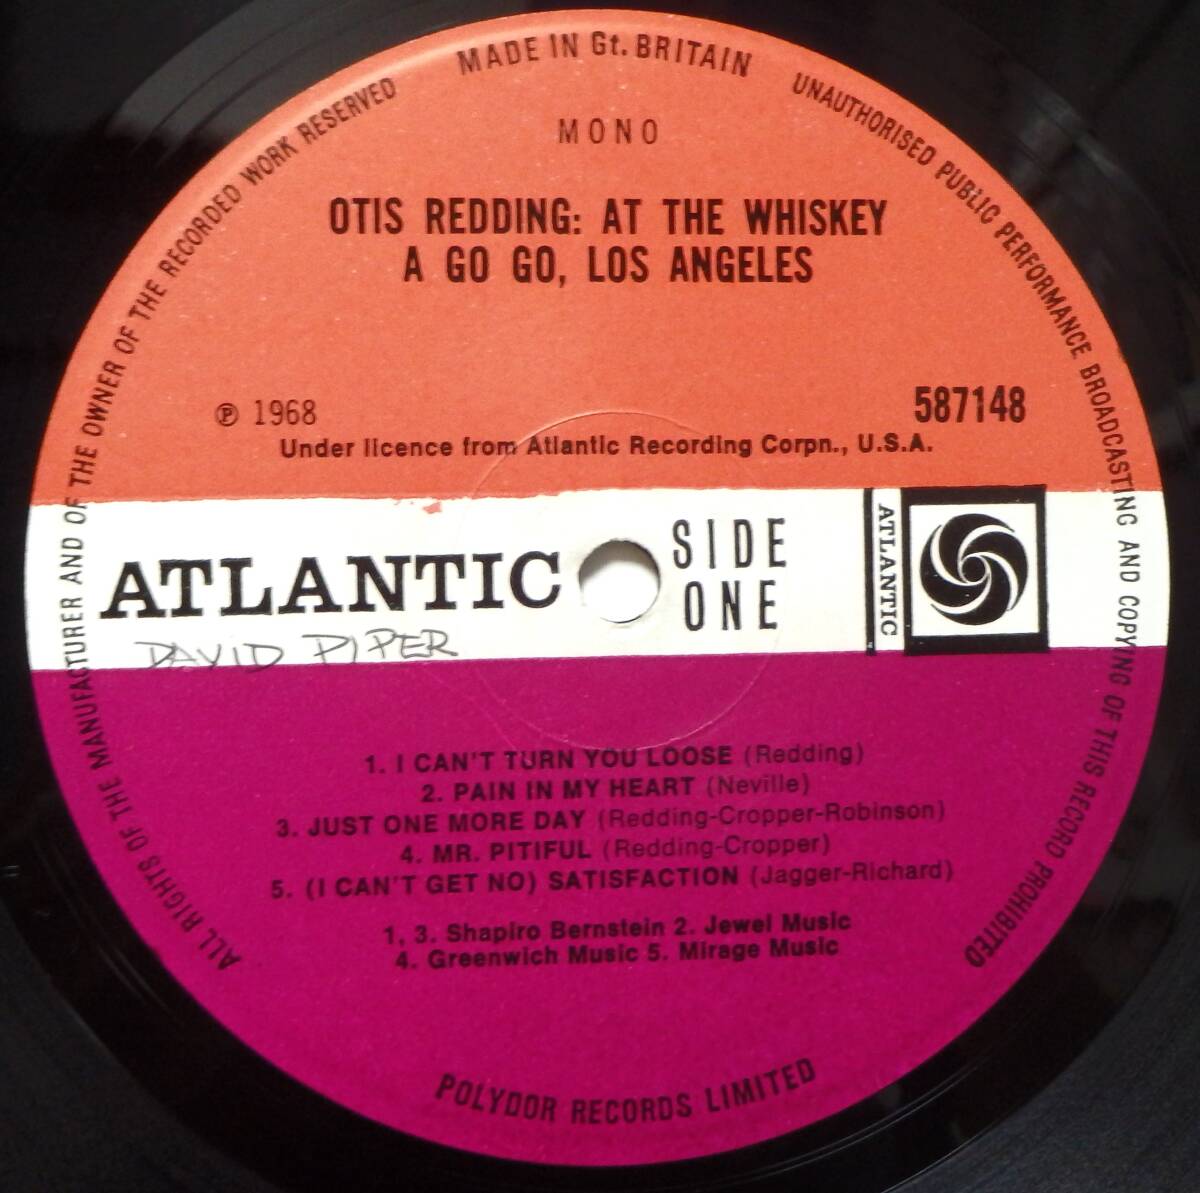 MADE IN Gt. BRITAIN
UNAUTHORISED PUBLIC PERFORMANCE BROADCASTING AND COPYING OF THIS RECORD PROHIBITED
ALL RIGHTS OF THE MANUFACTURER AND OF THE OWNER OF THE RECORDED WORK RESERVED
MONO
OTIS REDDING: AT THE WHISKEY
A GO GO, LOS ANGELES
℗ 1968
587148
Under licence from Atlantic Recording Corpn., U.S.A.
ATLANTIC
SIDE
ONE
ATLANTIC
DAVID PIPER
1. I CAN'T TURN YOU LOOSE (Redding)
2. PAIN IN MY HEART (Neville)
3. JUST ONE MORE DAY (Redding-Cropper-Robinson)
4. MR. PITIFUL (Redding-Cropper)
5. (I CAN'T GET NO) SATISFACTION (Jagger-Richard)
1, 3. Shapiro Bernstein 2. Jewel Music
4. Greenwich Music 5. Mirage Music
POLYDOR RECORDS LIMITED